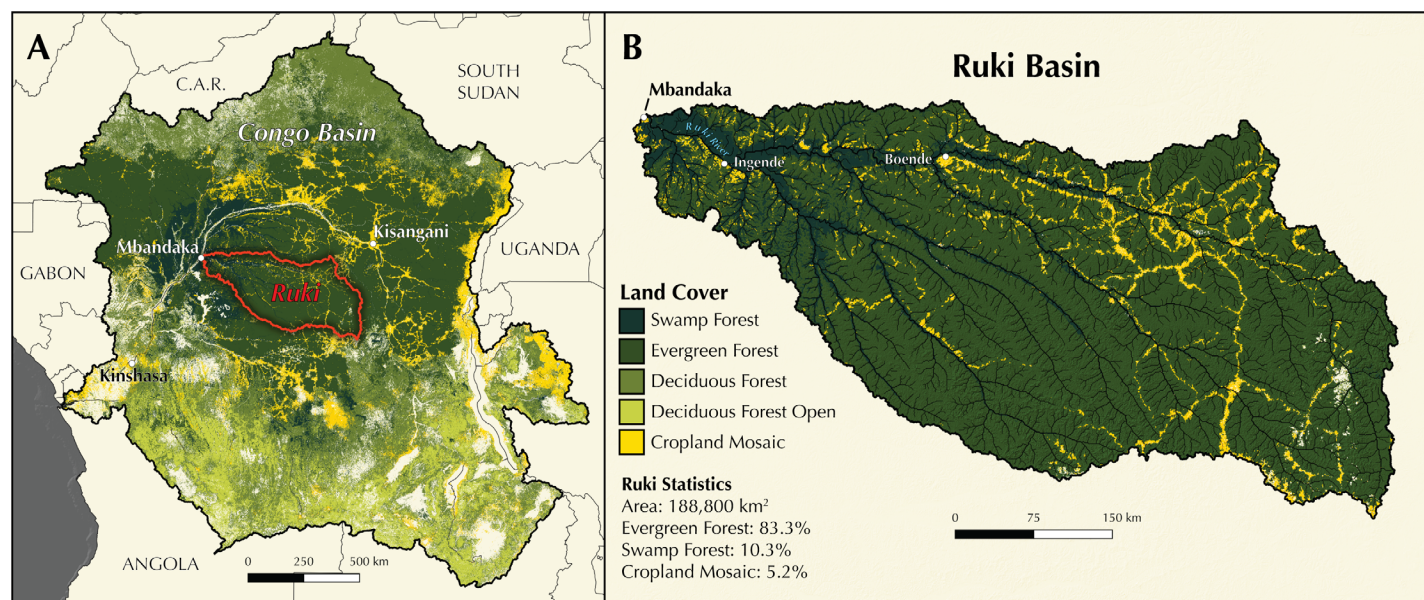 A
C.A.R.
SOUTH
SUDAN
Congo Basin
Kisangani
Mbandaka
UGANDA
GABON
Ruki
Kinshasa
ANGOLA
0 250 500 km
B
Ruki Basin
Mbandaka
Ruki River
Ingende
Boende
Land Cover
Swamp Forest
Evergreen Forest
Deciduous Forest
Deciduous Forest Open
Cropland Mosaic
Ruki Statistics
Area: 188,800 km²
Evergreen Forest: 83.3%
Swamp Forest: 10.3%
Cropland Mosaic: 5.2%
0 75 150 km